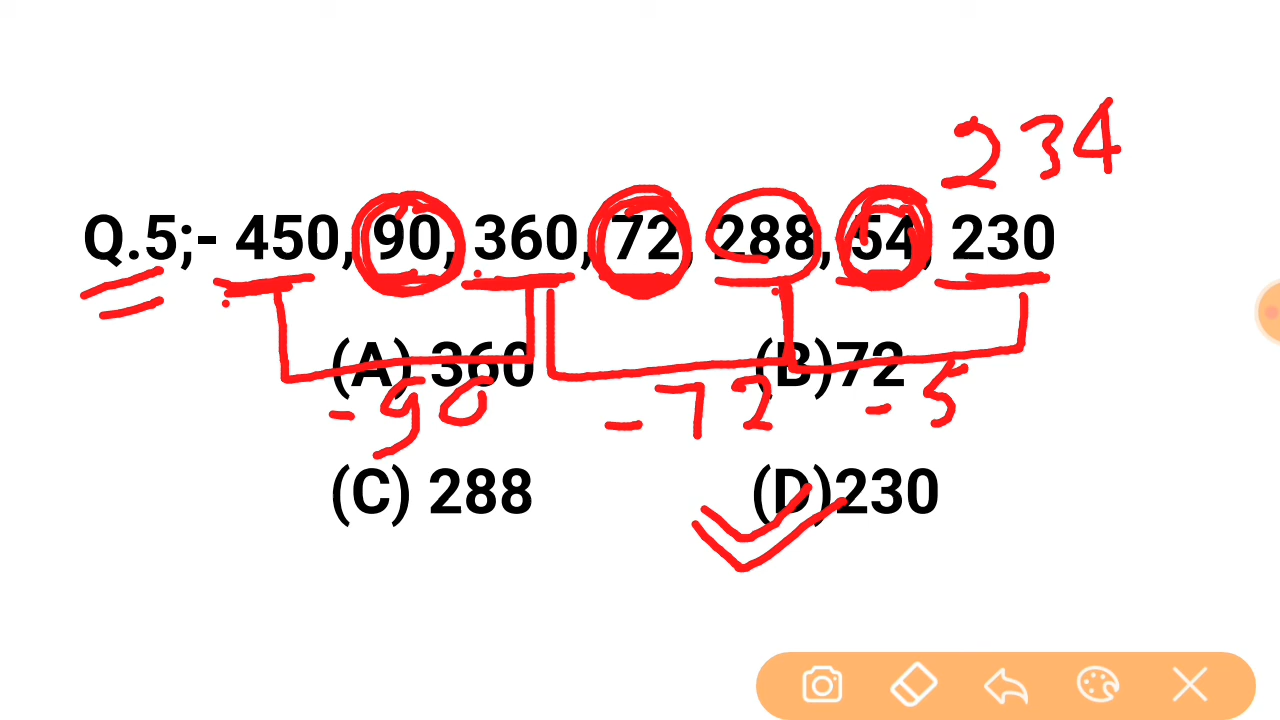 234
Q.5;- 450, 90, 360, 72, 288, 54, 230
(A) 360 (B)72
-90 -72 -5
(C) 288 (D)230